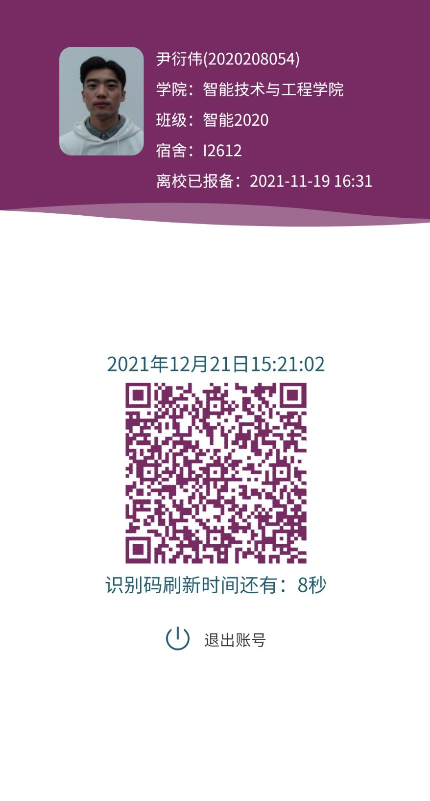 尹衍伟(2020208054)
学院：智能技术与工程学院
班级：智能2020
宿舍：I2612
离校已报备：2021-11-19 16:31
2021年12月21日15:21:02
识别码刷新时间还有：8秒
退出账号